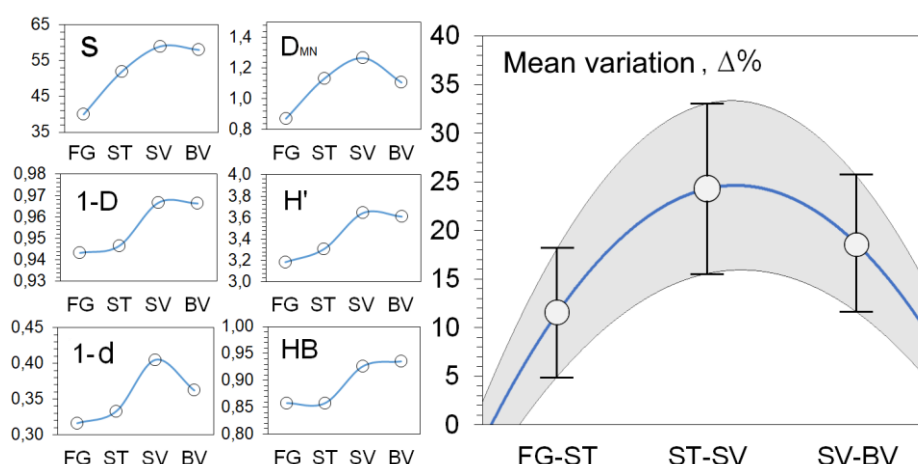 S
65
55
45
35
FG ST SV BV
D MN
1,4
1,2
1,0
0,8
FG ST SV BV
1-D
0,98
0,97
0,96
0,95
0,94
0,93
FG ST SV BV
H'
4,0
3,8
3,6
3,4
3,2
3,0
FG ST SV BV
1-d
0,45
0,40
0,35
0,30
FG ST SV BV
HB
1,00
0,95
0,90
0,85
0,80
FG ST SV BV
Mean variation , Δ%
40
35
30
25
20
15
10
5
0
FG-ST ST-SV SV-BV